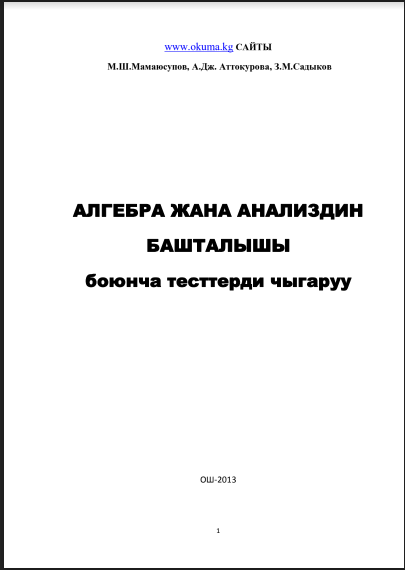 www.okuma.kg САЙТЫ
М.Ш.Мамаюсупов, А.Дж. Аттокурова, З.М.Садыков
АЛГЕБРА ЖАНА АНАЛИЗДИН
БАШТАЛЫШЫ
боюнча тесттерди чыгаруу
ОШ-2013
1